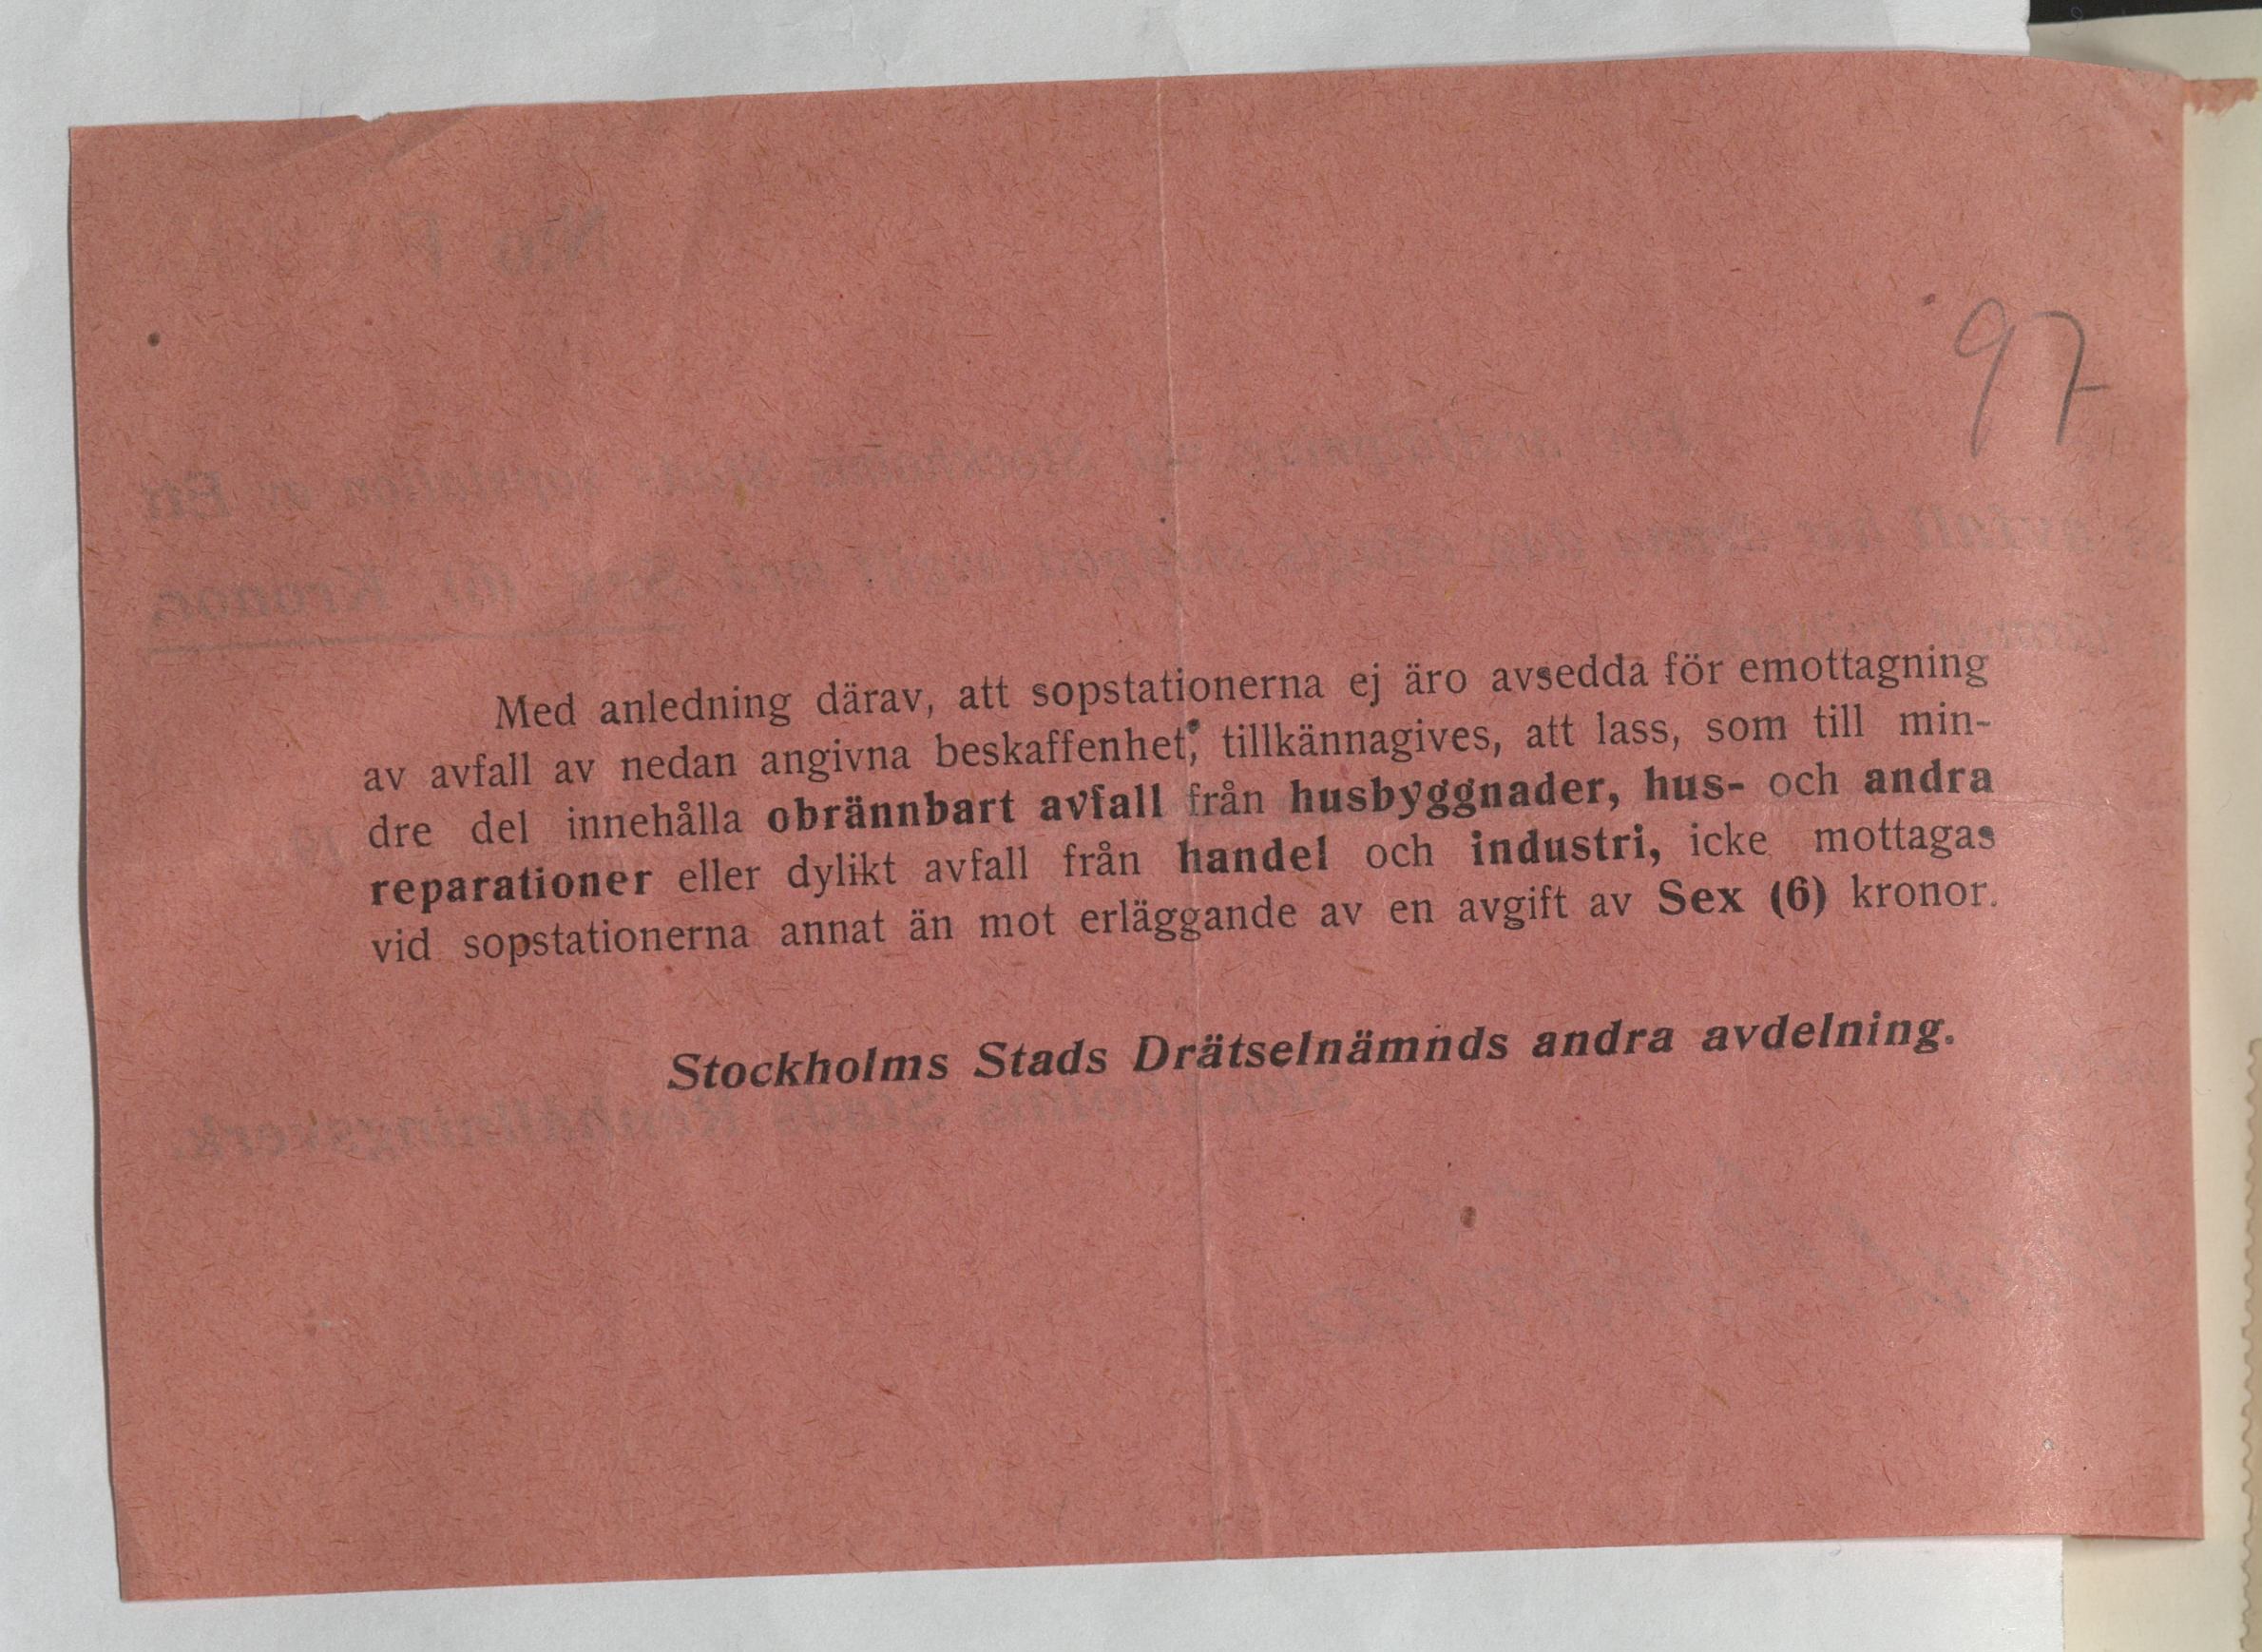 97
Med anledning därav, att sopstationerna ej äro avsedda för emottagning
av avfall av nedan angivna beskaffenhet, tillkännagives, att lass, som till min-
dre del innehålla obrännbart avfall från husbyggnader, hus- och andra
reparationer eller dylikt avfall från handel och industri, icke mottagas
vid sopstationerna annat än mot erläggande av en avgift av Sex (6) kronor.
Stockholms Stads Drätselnämnds andra avdelning.